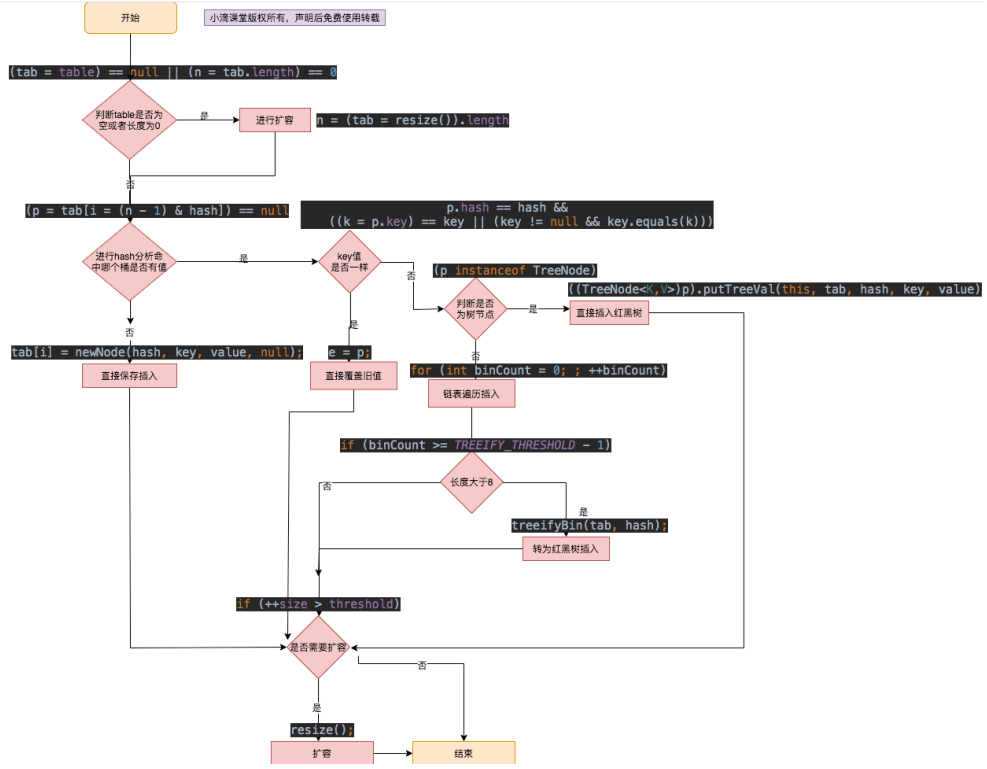 开始
小滴课堂版权所有，声明后免费使用转载
(tab = table) == null || (n = tab.length) == 0
判断table是否为
空或者长度为0
是
进行扩容
n = (tab = resize()).length
否
(p = tab[i = (n - 1) & hash]) == null
p.hash == hash &&
((k = p.key) == key || (key != null && key.equals(k)))
进行hash分析命
中哪个桶是否有值
是
key值
是否一样
否
(p instanceof TreeNode)
((TreeNode<K,V>)p).putTreeVal(this, tab, hash, key, value)
判断是否
为树节点
是
直接插入红黑树
否
是
否
tab[i] = newNode(hash, key, value, null);
e = p;
直接保存插入
直接覆盖旧值
for (int binCount = 0; ; ++binCount)
链表遍历插入
if (binCount >= TREEIFY_THRESHOLD - 1)
长度大于8
否
是
treeifyBin(tab, hash);
转为红黑树插入
if (++size > threshold)
是否需要扩容
否
是
resize();
扩容
结束